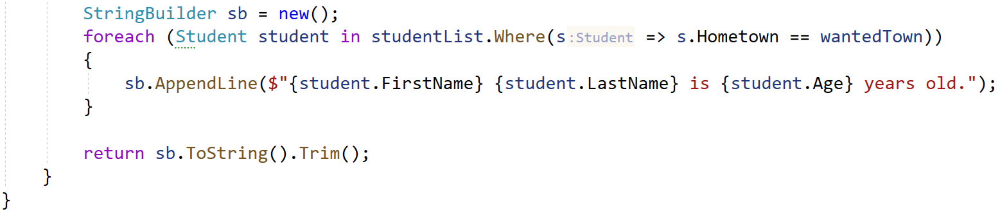 StringBuilder sb = new();
foreach (Student student in studentList.Where(s:Student => s.Hometown == wantedTown))
{
sb.AppendLine($"{student.FirstName} {student.LastName} is {student.Age} years old.");
}
return sb.ToString().Trim();
}
}